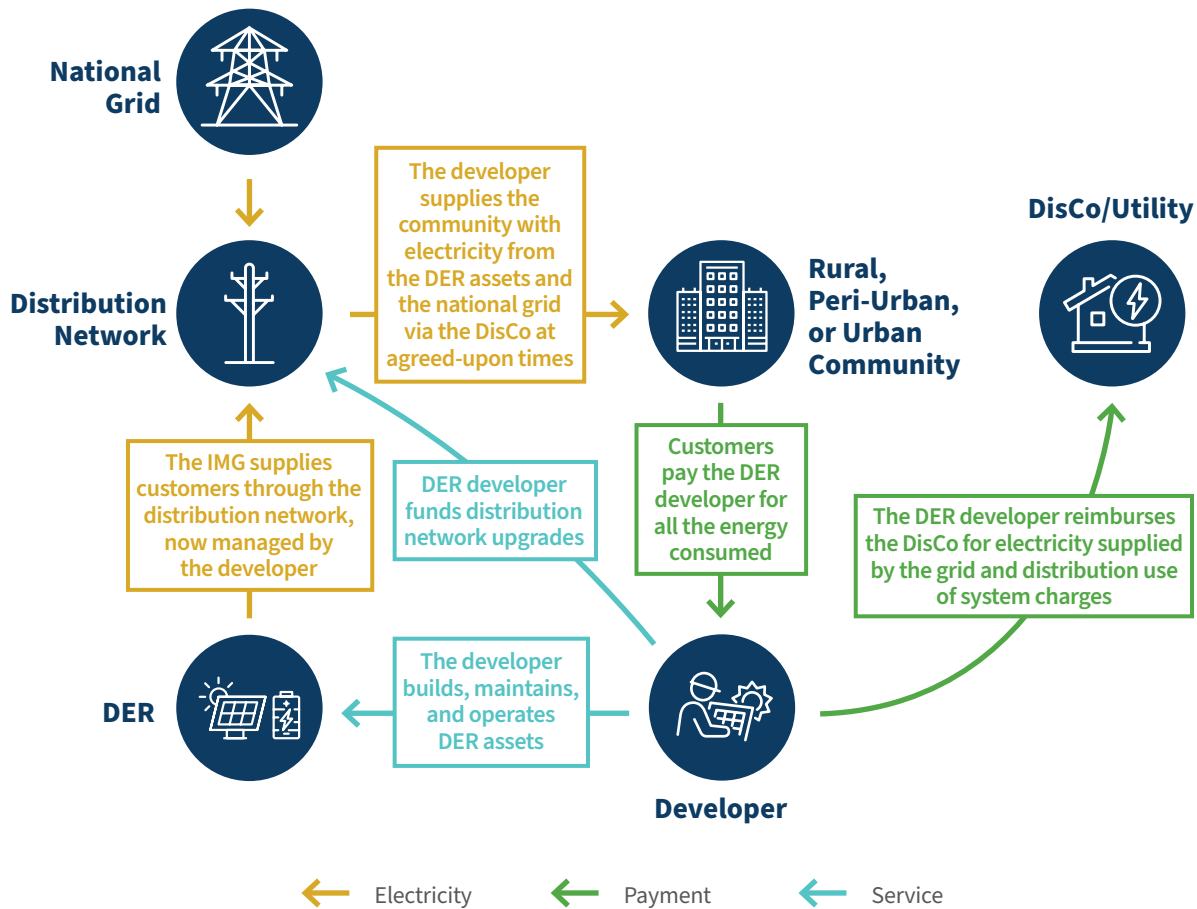 National
Grid
The developer
supplies the
community with
electricity from
the DER assets and
the national grid
via the DisCo at
agreed-upon times
DisCo/Utility
Distribution
Network
Rural,
Peri-Urban,
or Urban
Community
The IMG supplies
customers through the
distribution network,
now managed by
the developer
DER developer
funds distribution
network upgrades
Customers
pay the DER
developer for
all the energy
consumed
The DER developer reimburses
the DisCo for electricity supplied
by the grid and distribution use
of system charges
DER
The developer
builds, maintains,
and operates
DER assets
Developer
Electricity
Payment
Service